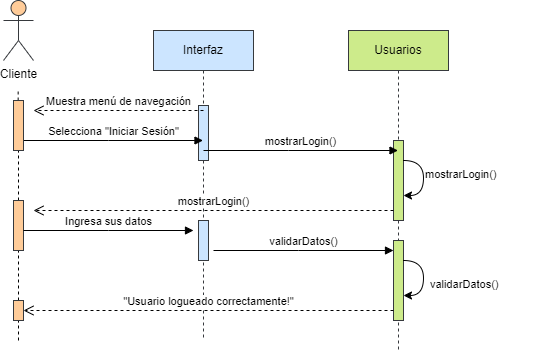 Interfaz
Usuarios
Cliente
Muestra menú de navegación
Selecciona "Iniciar Sesión"
mostrarLogin()
mostrarLogin()
mostrarLogin()
Ingresa sus datos
validarDatos()
validarDatos()
"Usuario logueado correctamente!"